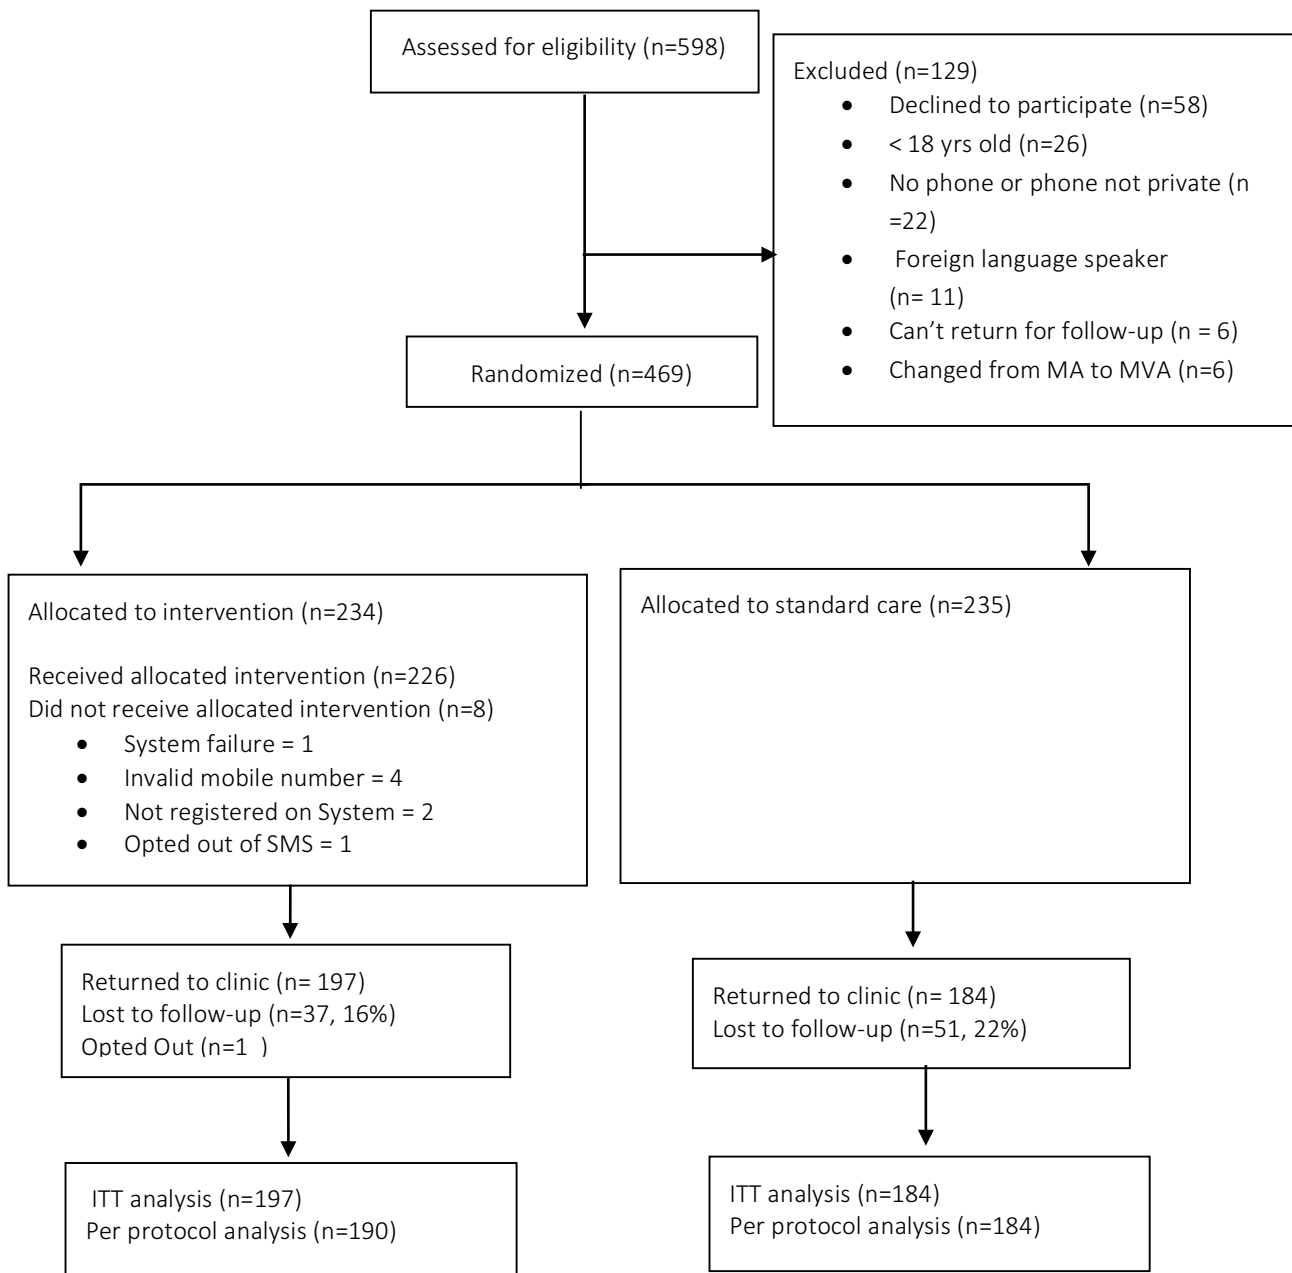 Assessed for eligibility (n=598)
Excluded (n=129)
• Declined to participate (n=58)
• < 18 yrs old (n=26)
• No phone or phone not private (n
=22)
• Foreign language speaker
(n= 11)
• Can’t return for follow-up (n = 6)
• Changed from MA to MVA (n=6)
Randomized (n=469)
Allocated to intervention (n=234)
Received allocated intervention (n=226)
Did not receive allocated intervention (n=8)
• System failure = 1
• Invalid mobile number = 4
• Not registered on System = 2
• Opted out of SMS = 1
Allocated to standard care (n=235)
Returned to clinic (n= 197)
Lost to follow-up (n=37, 16%)
Opted Out (n=1 )
Returned to clinic (n= 184)
Lost to follow-up (n=51, 22%)
ITT analysis (n=197)
Per protocol analysis (n=190)
ITT analysis (n=184)
Per protocol analysis (n=184)